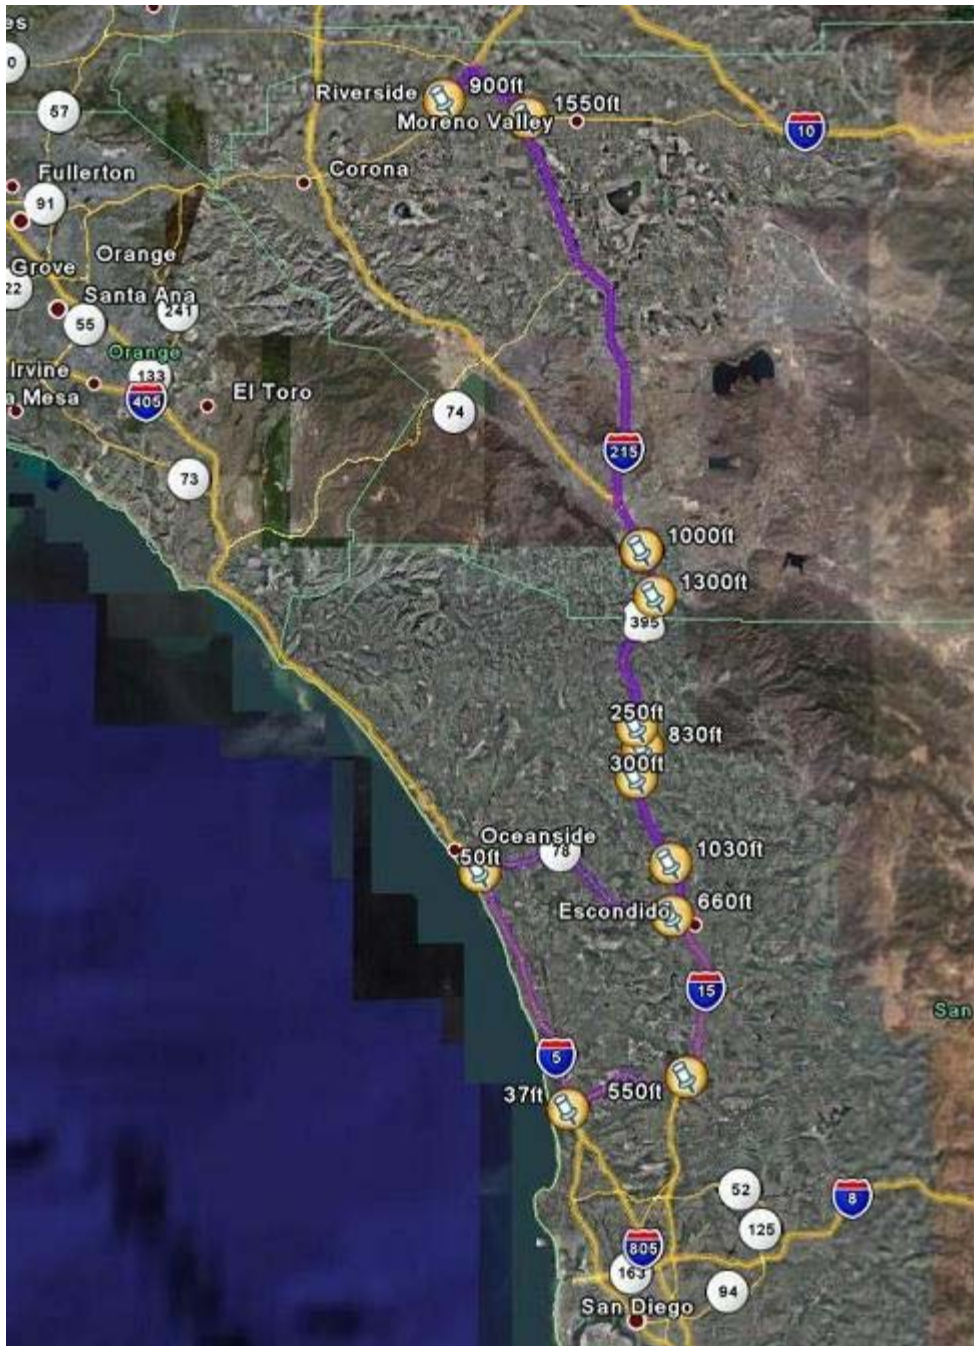 es
57
Riverside
900ft
1550ft
Moreno Valley
10
Corona
Fullerton
91
Grove
Orange
22
Santa Ana
55
241
Orange
133
Irvine
a Mesa
405
El Toro
74
73
215
1000ft
1300ft
395
250ft
830ft
300ft
Oceanside
50ft
78
1030ft
Escondido
660ft
15
San
5
37ft
550ft
52
8
125
805
163
94
San Diego